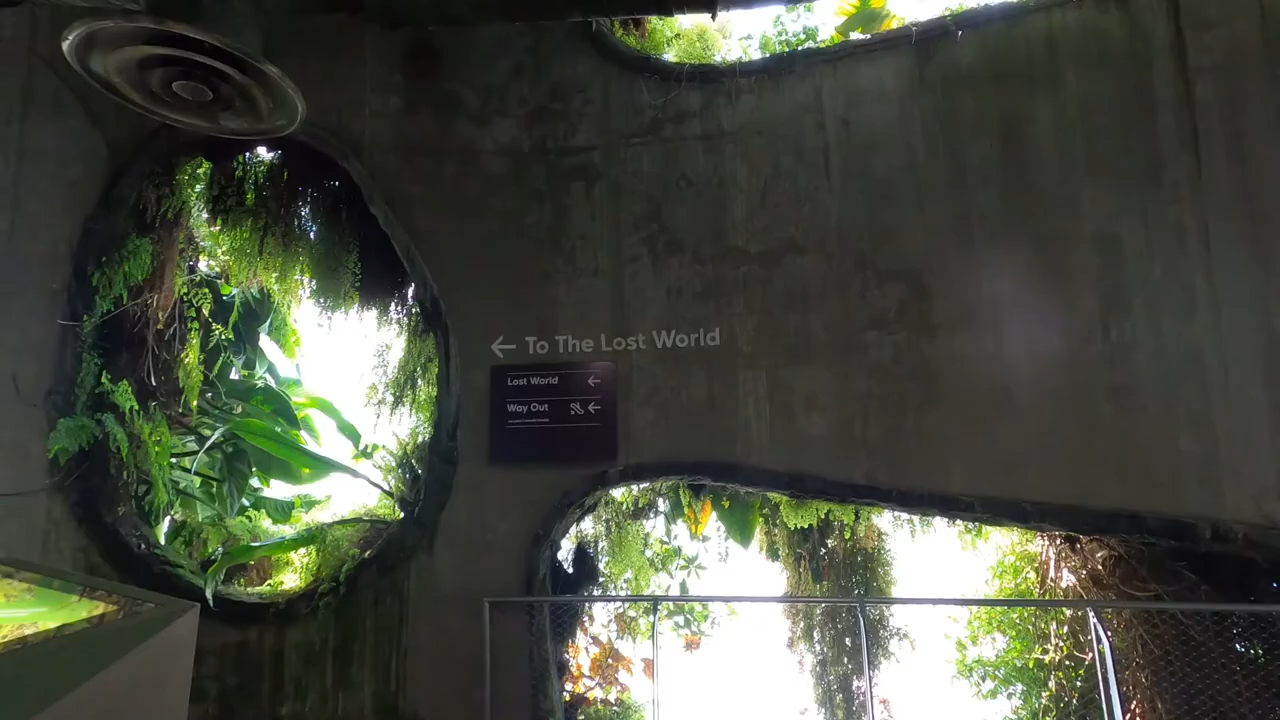 ← To The Lost World
Lost World ←
Way Out ←